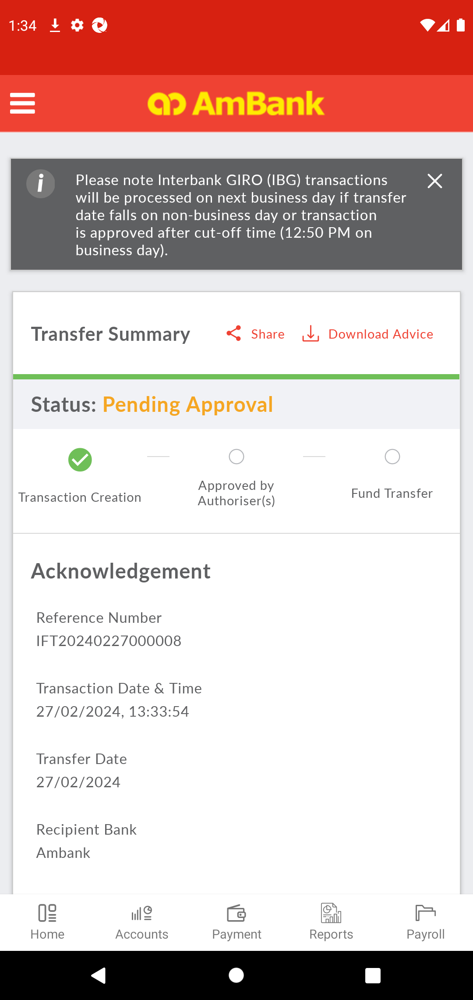 1:34
AmBank
Please note Interbank GIRO (IBG) transactions
will be processed on next business day if transfer
date falls on non-business day or transaction
is approved after cut-off time (12:50 PM on
business day).
Transfer Summary
Share
Download Advice
Status: Pending Approval
Transaction Creation
Approved by
Authoriser(s)
Fund Transfer
Acknowledgement
Reference Number
IFT20240227000008
Transaction Date & Time
27/02/2024, 13:33:54
Transfer Date
27/02/2024
Recipient Bank
Ambank
Home
Accounts
Payment
Reports
Payroll